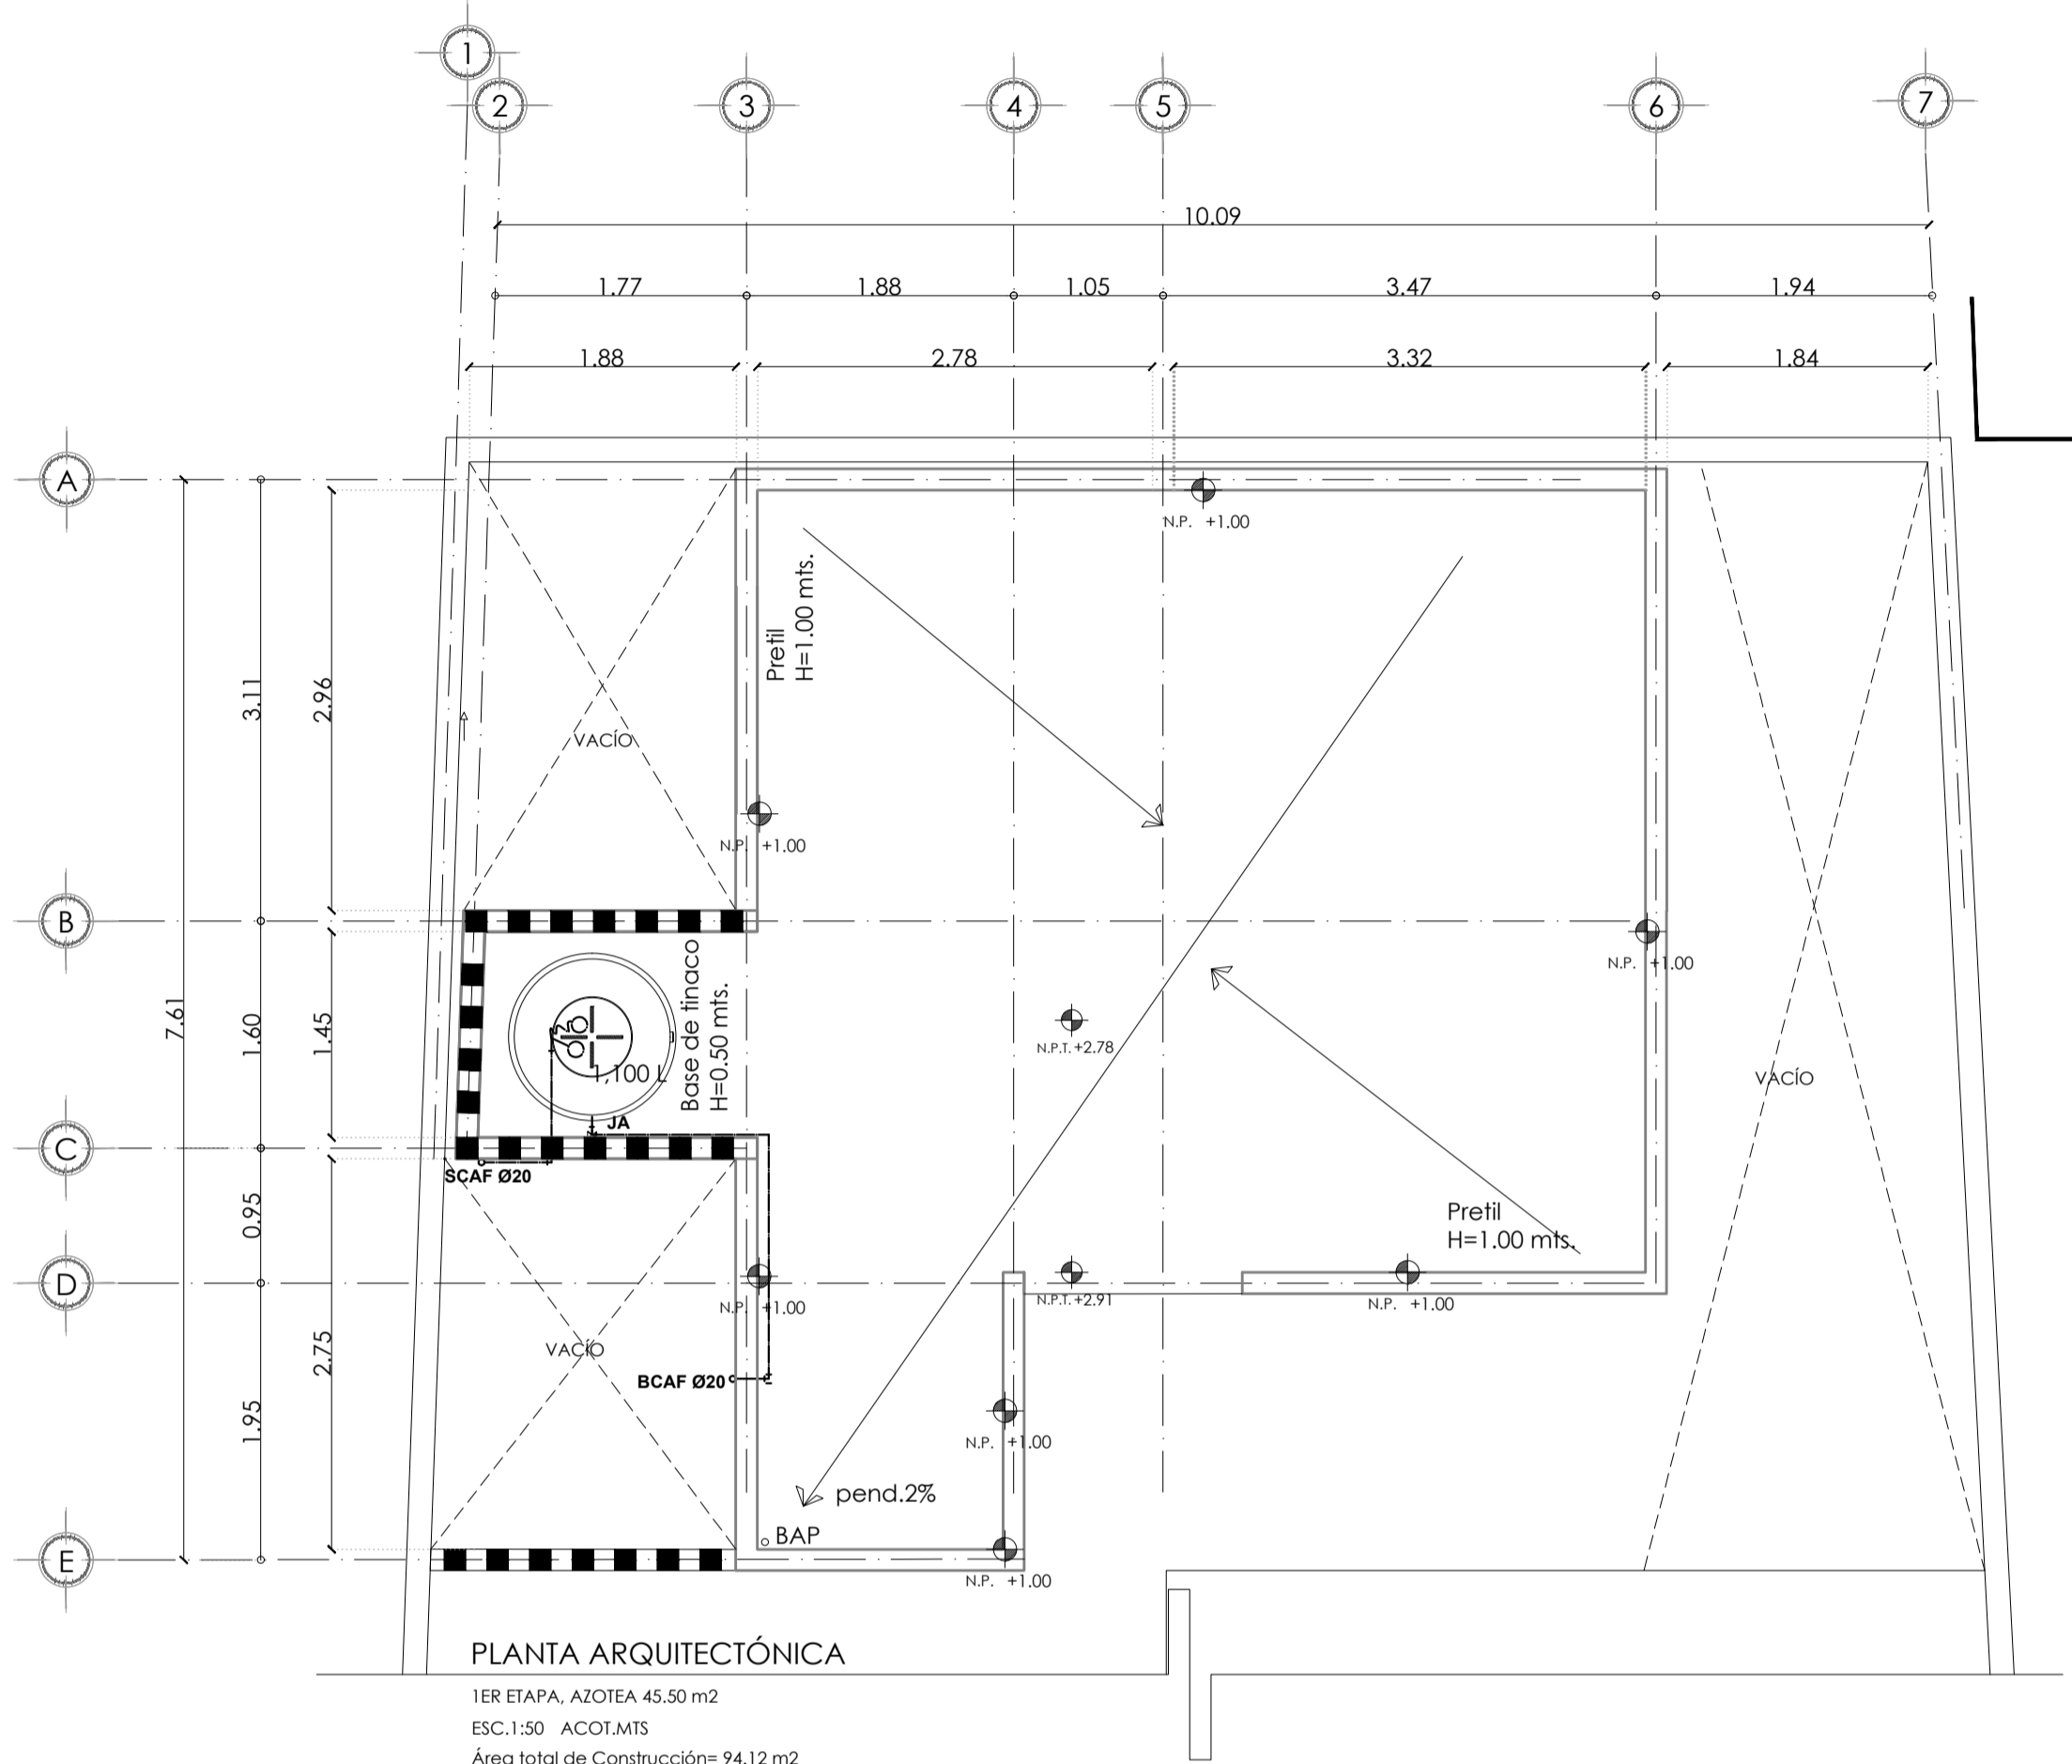 1
2
3
4
5
6
7
10.09
1.77
1.88
1.05
3.47
1.94
1.88
2.78
3.32
1.84
A
N.P. +1.00
Pretil
H=1.00 mts.
3.11
2.96
VACÍO
N.P. +1.00
B
N.P. +1.00
Base de tinaco
H=0.50 mts.
7.61
1.60
1.45
1,100 L
N.P.T. +2.78
VACÍO
JA
C
SCAF Ø20
0.95
Pretil
H=1.00 mts.
D
N.P. +1.00
N.P.T. +2.91
N.P. +1.00
2.75
VACÍO
BCAF Ø20
1.95
N.P. +1.00
pend.2%
BAP
E
N.P. +1.00
PLANTA ARQUITECTÓNICA
1ER ETAPA, AZOTEA 45.50 m2
ESC.1:50 ACOT.MTS
Área total de Construcción= 94.12 m2